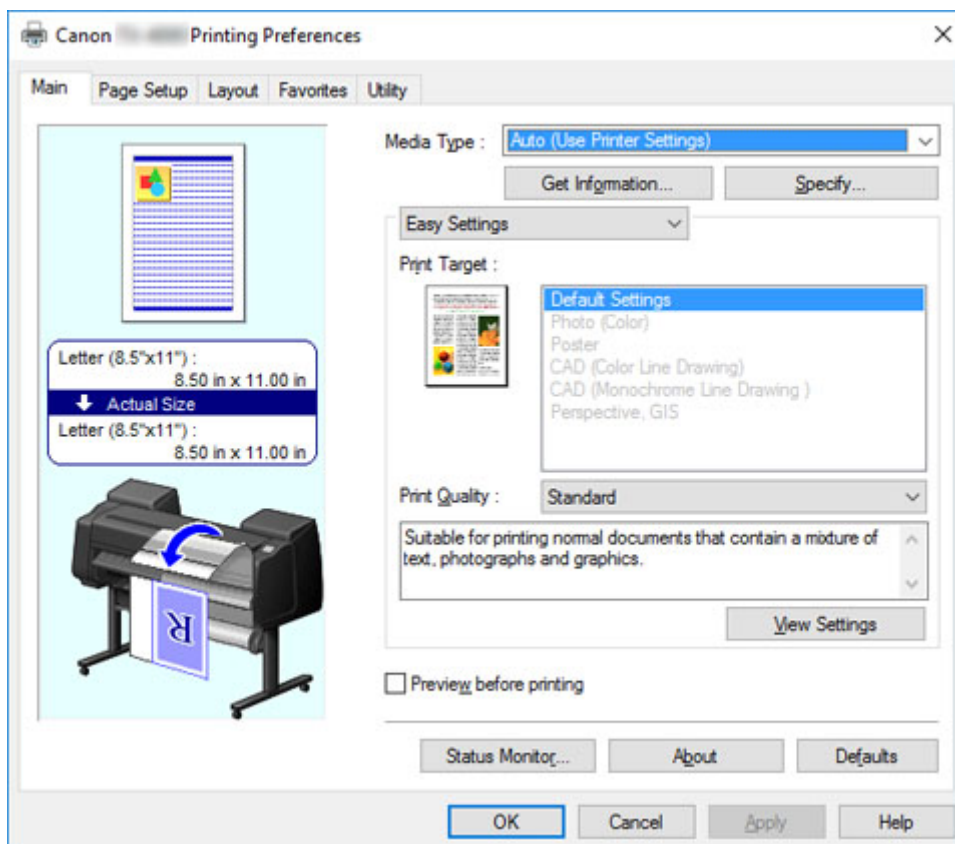 Canon Printing Preferences
Main Page Setup Layout Favorites Utility
Media Type : Auto (Use Printer Settings)
Get Information... Specify...
Easy Settings
Print Target :
Default Settings
Photo (Color)
Poster
CAD (Color Line Drawing)
CAD (Monochrome Line Drawing )
Perspective, GIS
Letter (8.5"x11") :
8.50 in x 11.00 in
Actual Size
Letter (8.5"x11") :
8.50 in x 11.00 in
R
Print Quality : Standard
Suitable for printing normal documents that contain a mixture of
text, photographs and graphics.
View Settings
Preview before printing
Status Monitor... About Defaults
OK Cancel Apply Help